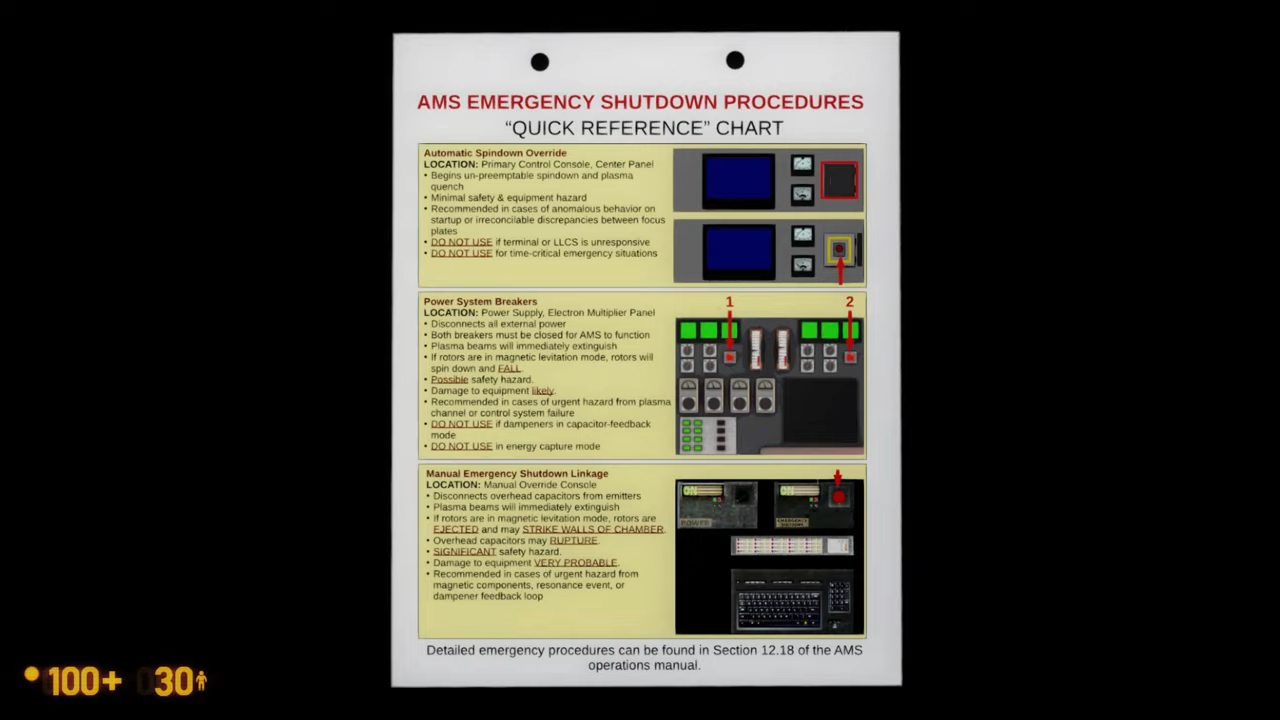 AMS EMERGENCY SHUTDOWN PROCEDURES
“QUICK REFERENCE” CHART
Automatic Spindown Override
LOCATION: Primary Control Console, Center Panel
• Begins un-preemptable spindown and plasma
quench
• Minimal safety & equipment hazard
• Recommended in cases of anomalous behavior on
startup or irreconcilable discrepancies between focus
plates
• DO NOT USE if terminal or LLCS is unresponsive
• DO NOT USE for time-critical emergency situations
Power System Breakers
LOCATION: Power Supply, Electron Multiplier Panel
• Disconnects all external power
• Both breakers must be closed for AMS to function
• Plasma beams will immediately extinguish
• If rotors are in magnetic levitation mode, rotors will
spin down and FALL.
• Possible safety hazard.
• Damage to equipment likely.
• Recommended in cases of urgent hazard from plasma
channel or control system failure
• DO NOT USE if dampeners in capacitor-feedback
mode
• DO NOT USE in energy capture mode
1
2
Manual Emergency Shutdown Linkage
LOCATION: Manual Override Console
• Disconnects overhead capacitors from emitters
• Plasma beams will immediately extinguish
• If rotors are in magnetic levitation mode, rotors are
EJECTED and may STRIKE WALLS OF CHAMBER.
• Overhead capacitors may RUPTURE.
• SIGNIFICANT safety hazard.
• Damage to equipment VERY PROBABLE.
• Recommended in cases of urgent hazard from
magnetic components, resonance event, or
dampener feedback loop
ON
ON
POWER
EMERGENCY
SHUTDOWN
Detailed emergency procedures can be found in Section 12.18 of the AMS
operations manual.
100+
30